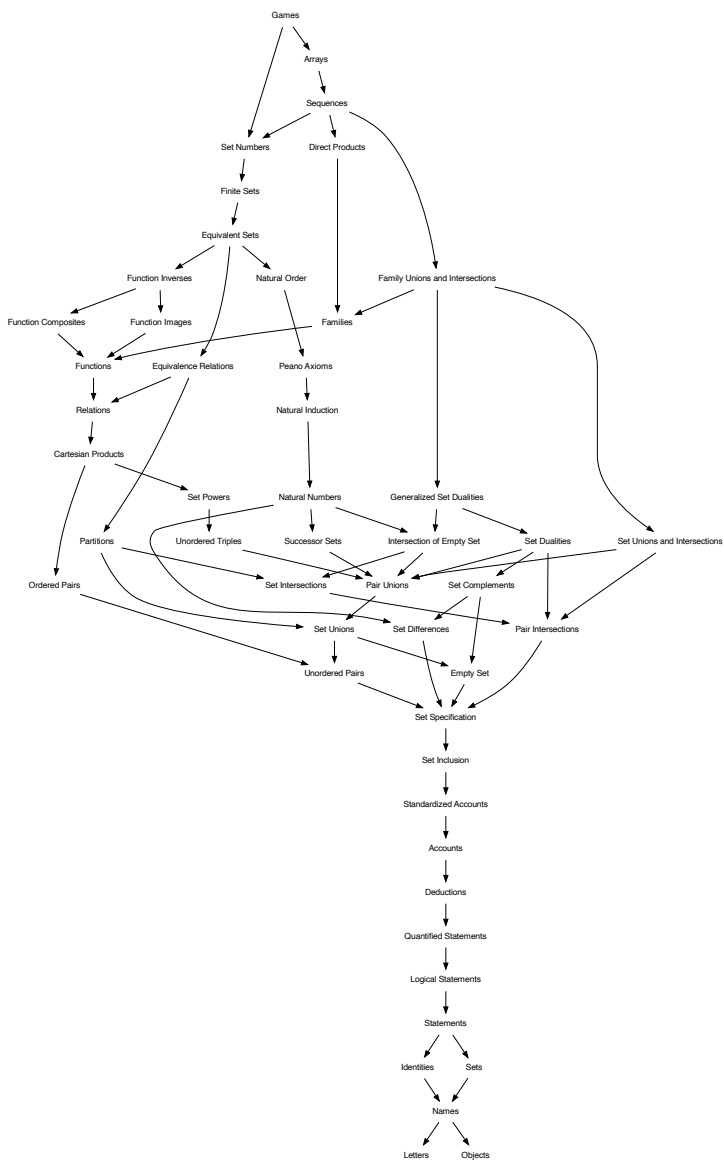 Games
Arrays
Sequences
Set Numbers
Direct Products
Finite Sets
Equivalent Sets
Function Inverses
Natural Order
Family Unions and Intersections
Function Composites
Function Images
Families
Functions
Equivalence Relations
Peano Axioms
Relations
Natural Induction
Cartesian Products
Set Powers
Natural Numbers
Generalized Set Dualities
Partitions
Unordered Triples
Successor Sets
Intersection of Empty Set
Set Dualities
Set Unions and Intersections
Ordered Pairs
Set Intersections
Pair Unions
Set Complements
Set Unions
Set Differences
Pair Intersections
Unordered Pairs
Empty Set
Set Specification
Set Inclusion
Standardized Accounts
Accounts
Deductions
Quantified Statements
Logical Statements
Statements
Identities
Sets
Names
Letters
Objects